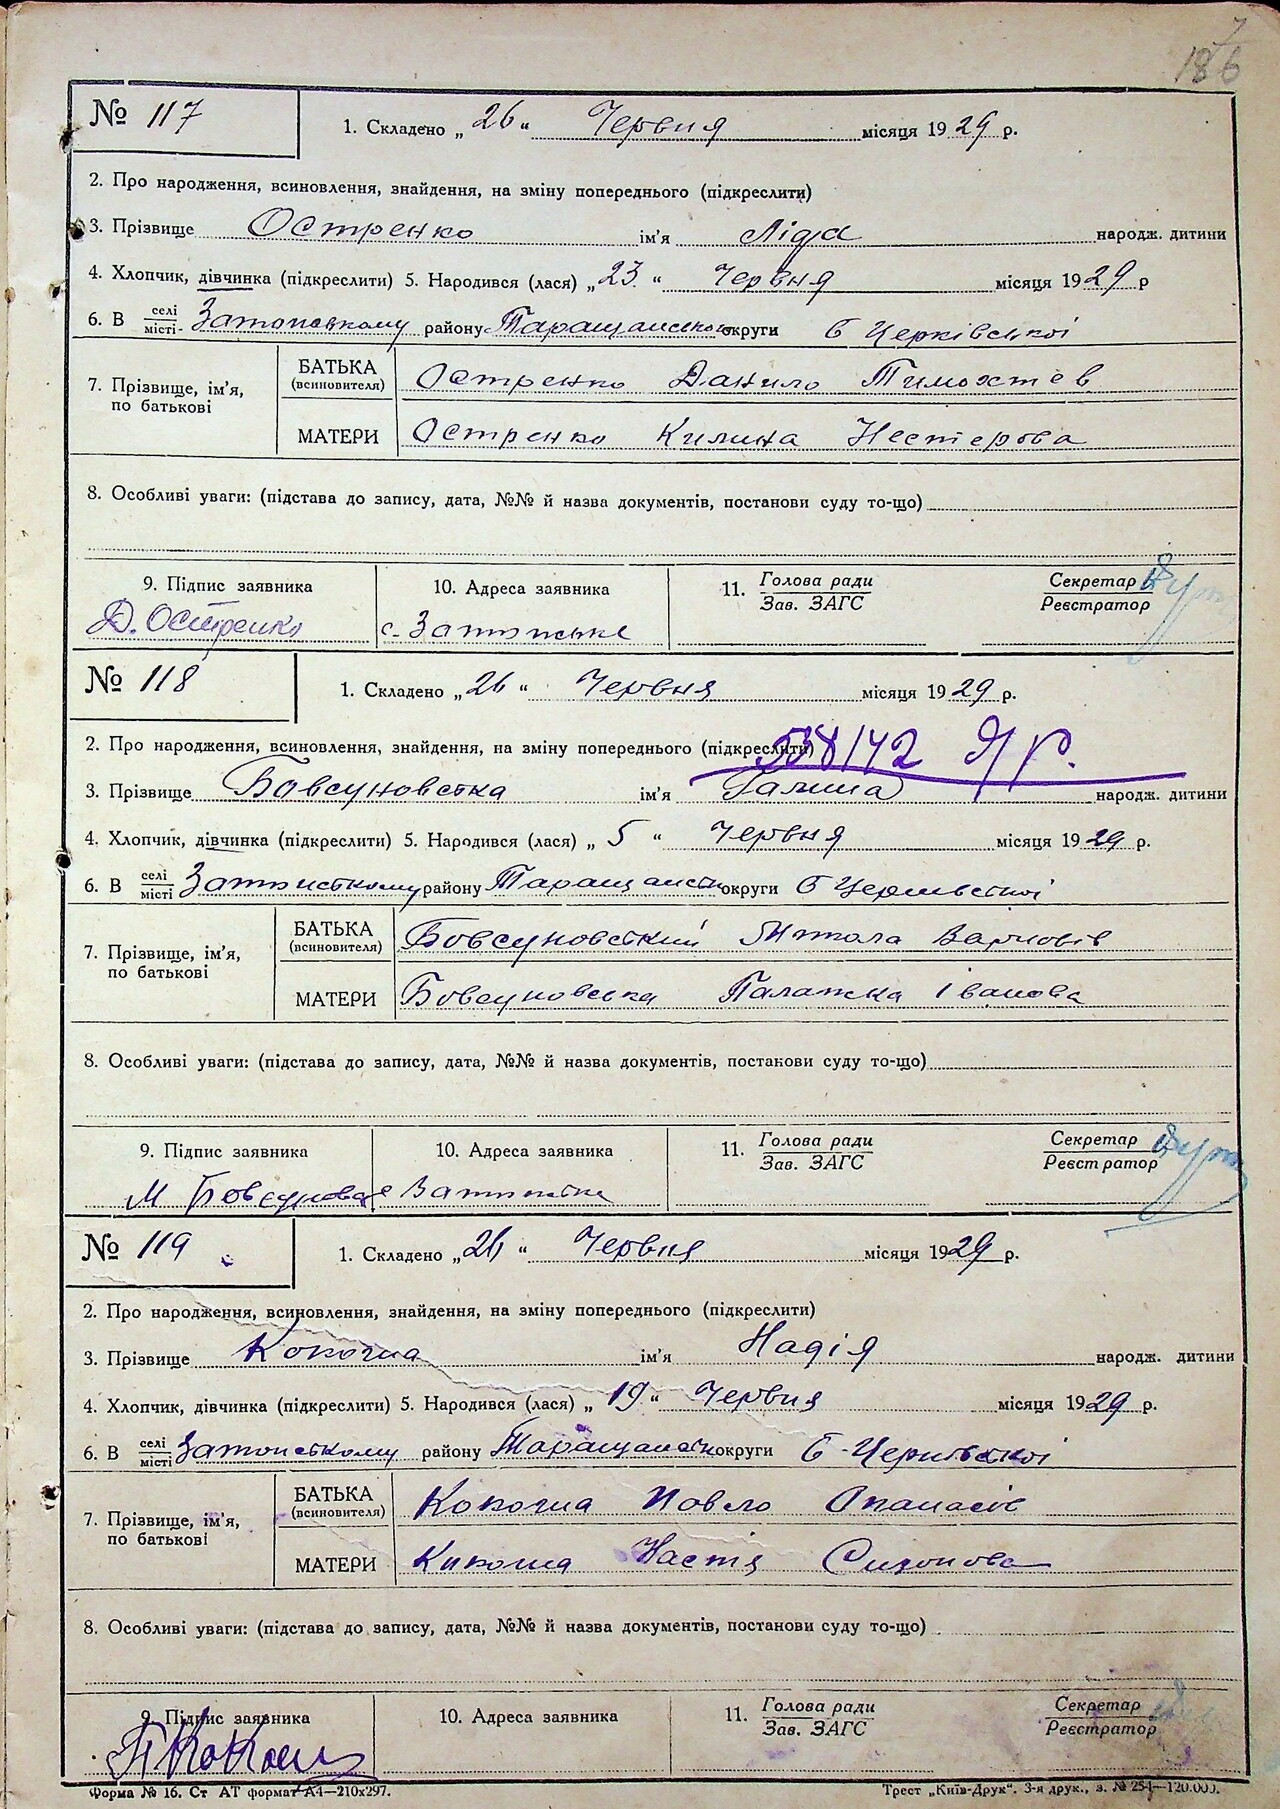 186
№ 117
1. Складено „26“ Червня місяця 1929 р.
2. Про народження, всиновлення, знайдення, на зміну попереднього (підкреслити)
3. Прізвище Остренко ім'я Ліда народж. дитини
4. Хлопчик, дівчинка (підкреслити) 5. Народився (лася) „23“ Червня місяця 1929 р
6. В селі місті- району округи Б Церківської
7. Прізвище, ім'я, по батькові
БАТЬКА (всиновителя) Остренко Данило Тимохтев
МАТЕРИ Остренко Килина Нестерова
8. Особливі уваги: (підстава до запису, дата, №№ й назва документів, постанови суду то-що)
9. Підпис заявника 10. Адреса заявника 11. Голова ради Зав. ЗАГС Секретар Реєстратор
Д. Остренко с.
№ 118
1. Складено „26“ Червня місяця 1929 р.
2. Про народження, всиновлення, знайдення, на зміну попереднього (підкреслити)
3. Прізвище Бовсуновська ім'я Галина народж. дитини
4. Хлопчик, дівчинка (підкреслити) 5. Народився (лася) „5“ Червня місяця 1929 р.
6. В селі місті району округи
7. Прізвище, ім'я, по батькові
БАТЬКА (всиновителя) Бовсуновський Микола
МАТЕРИ Бовсуновська Палажка Іванова
8. Особливі уваги: (підстава до запису, дата, №№ й назва документів, постанови суду то-що)
9. Підпис заявника 10. Адреса заявника 11. Голова ради Зав. ЗАГС Секретар Реєстратор
М
№ 119
1. Складено „26“ Червня місяця 1929 р.
2. Про народження, всиновлення, знайдення, на зміну попереднього (підкреслити)
3. Прізвище ім'я Надія народж. дитини
4. Хлопчик, дівчинка (підкреслити) 5. Народився (лася) „19“ Червня місяця 1929 р.
6. В селі місті району округи
7. Прізвище, ім'я, по батькові
БАТЬКА (всиновителя) Павло
МАТЕРИ Настя
8. Особливі уваги: (підстава до запису, дата, №№ й назва документів, постанови суду то-що)
9. Підпис заявника 10. Адреса заявника 11. Голова ради Зав. ЗАГС Секретар Реєстратор
Форма № 16. Ст АТ формат А4—210х297. Трест „Київ-Друк“. 3-я друк., з. № 254—120.000.